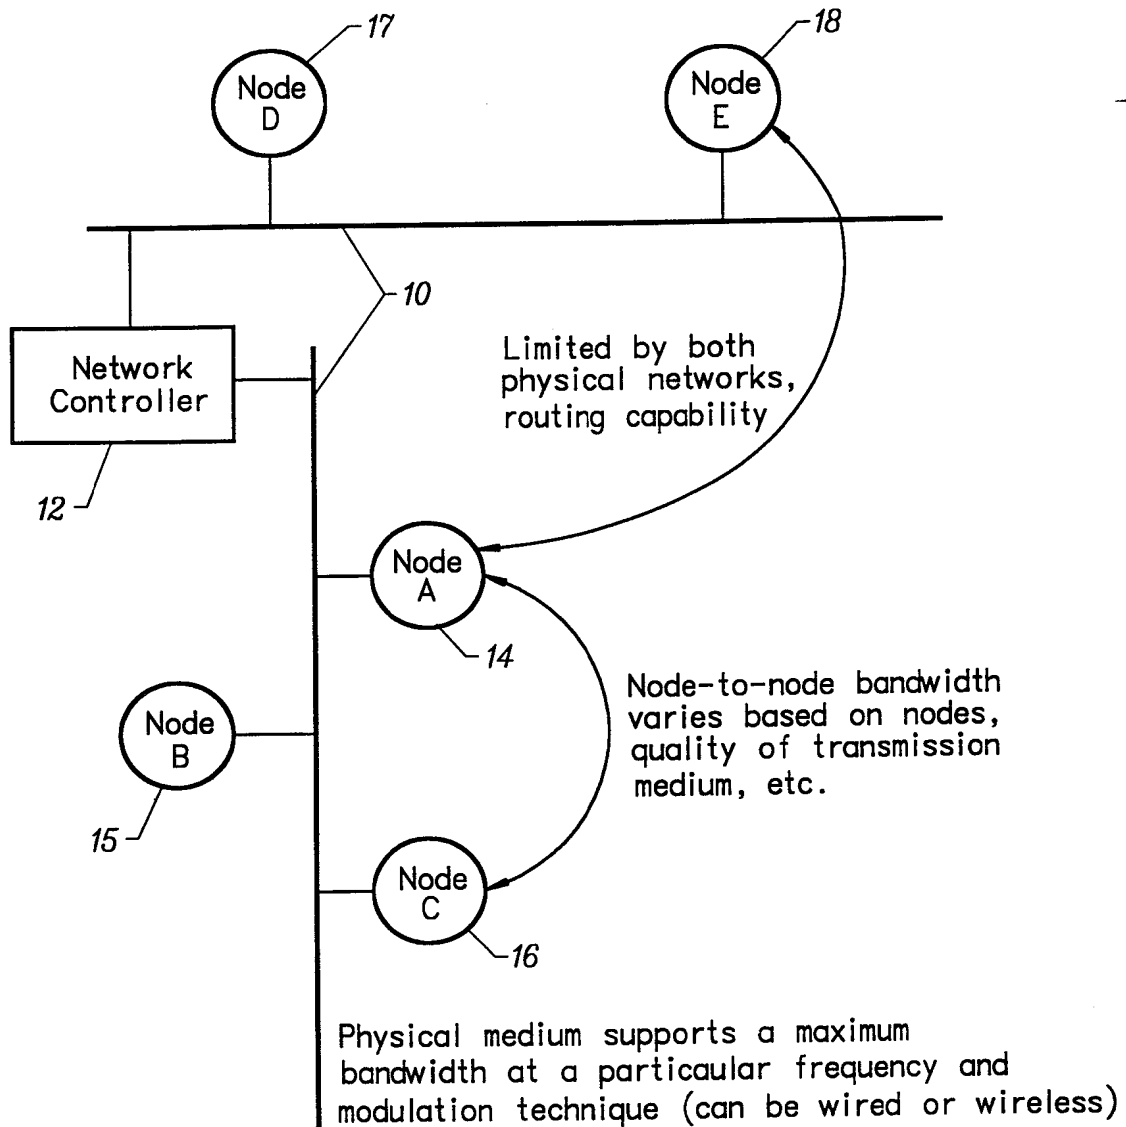 17
18
Node
D
Node
E
10
Network
Controller
12
Limited by both
physical networks,
routing capability
Node
A
14
Node
B
15
Node-to-node bandwidth
varies based on nodes,
quality of transmission
medium, etc.
Node
C
16
Physical medium supports a maximum
bandwidth at a particaular frequency and
modulation technique (can be wired or wireless)